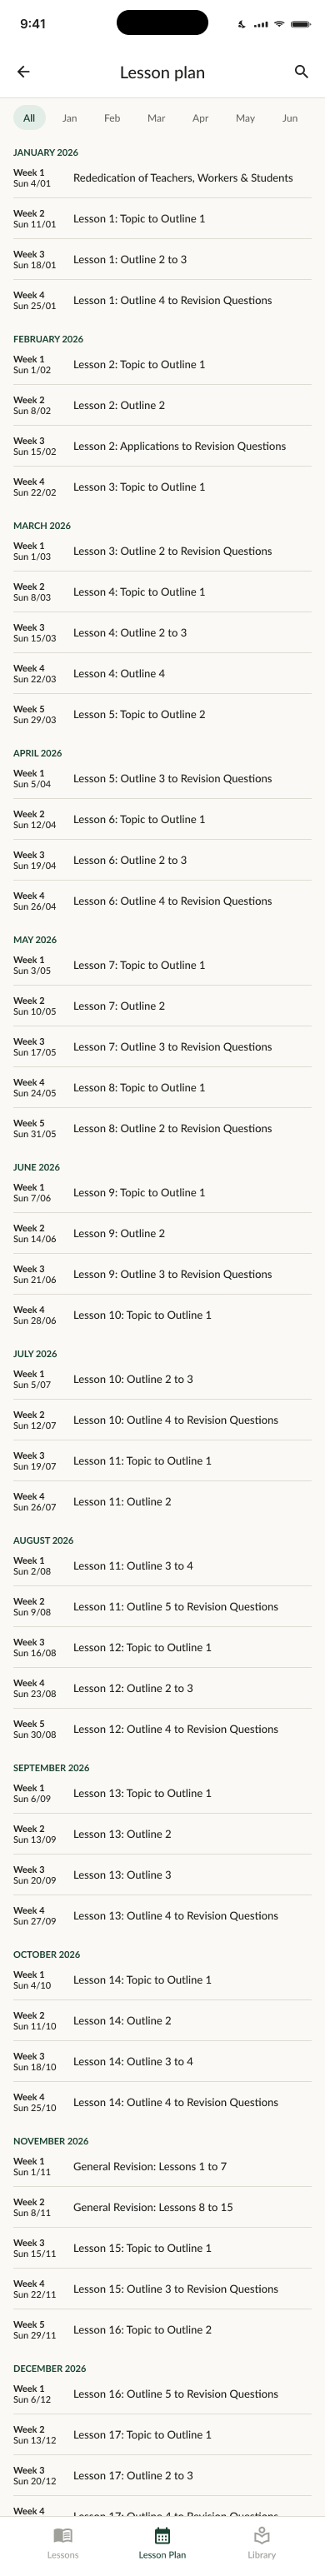 9:41
Lesson plan
All Jan Feb Mar Apr May Jun
JANUARY 2026
Week 1
Sun 4/01
Rededication of Teachers, Workers & Students
Week 2
Sun 11/01
Lesson 1: Topic to Outline 1
Week 3
Sun 18/01
Lesson 1: Outline 2 to 3
Week 4
Sun 25/01
Lesson 1: Outline 4 to Revision Questions
FEBRUARY 2026
Week 1
Sun 1/02
Lesson 2: Topic to Outline 1
Week 2
Sun 8/02
Lesson 2: Outline 2
Week 3
Sun 15/02
Lesson 2: Applications to Revision Questions
Week 4
Sun 22/02
Lesson 3: Topic to Outline 1
MARCH 2026
Week 1
Sun 1/03
Lesson 3: Outline 2 to Revision Questions
Week 2
Sun 8/03
Lesson 4: Topic to Outline 1
Week 3
Sun 15/03
Lesson 4: Outline 2 to 3
Week 4
Sun 22/03
Lesson 4: Outline 4
Week 5
Sun 29/03
Lesson 5: Topic to Outline 2
APRIL 2026
Week 1
Sun 5/04
Lesson 5: Outline 3 to Revision Questions
Week 2
Sun 12/04
Lesson 6: Topic to Outline 1
Week 3
Sun 19/04
Lesson 6: Outline 2 to 3
Week 4
Sun 26/04
Lesson 6: Outline 4 to Revision Questions
MAY 2026
Week 1
Sun 3/05
Lesson 7: Topic to Outline 1
Week 2
Sun 10/05
Lesson 7: Outline 2
Week 3
Sun 17/05
Lesson 7: Outline 3 to Revision Questions
Week 4
Sun 24/05
Lesson 8: Topic to Outline 1
Week 5
Sun 31/05
Lesson 8: Outline 2 to Revision Questions
JUNE 2026
Week 1
Sun 7/06
Lesson 9: Topic to Outline 1
Week 2
Sun 14/06
Lesson 9: Outline 2
Week 3
Sun 21/06
Lesson 9: Outline 3 to Revision Questions
Week 4
Sun 28/06
Lesson 10: Topic to Outline 1
JULY 2026
Week 1
Sun 5/07
Lesson 10: Outline 2 to 3
Week 2
Sun 12/07
Lesson 10: Outline 4 to Revision Questions
Week 3
Sun 19/07
Lesson 11: Topic to Outline 1
Week 4
Sun 26/07
Lesson 11: Outline 2
AUGUST 2026
Week 1
Sun 2/08
Lesson 11: Outline 3 to 4
Week 2
Sun 9/08
Lesson 11: Outline 5 to Revision Questions
Week 3
Sun 16/08
Lesson 12: Topic to Outline 1
Week 4
Sun 23/08
Lesson 12: Outline 2 to 3
Week 5
Sun 30/08
Lesson 12: Outline 4 to Revision Questions
SEPTEMBER 2026
Week 1
Sun 6/09
Lesson 13: Topic to Outline 1
Week 2
Sun 13/09
Lesson 13: Outline 2
Week 3
Sun 20/09
Lesson 13: Outline 3
Week 4
Sun 27/09
Lesson 13: Outline 4 to Revision Questions
OCTOBER 2026
Week 1
Sun 4/10
Lesson 14: Topic to Outline 1
Week 2
Sun 11/10
Lesson 14: Outline 2
Week 3
Sun 18/10
Lesson 14: Outline 3 to 4
Week 4
Sun 25/10
Lesson 14: Outline 4 to Revision Questions
NOVEMBER 2026
Week 1
Sun 1/11
General Revision: Lessons 1 to 7
Week 2
Sun 8/11
General Revision: Lessons 8 to 15
Week 3
Sun 15/11
Lesson 15: Topic to Outline 1
Week 4
Sun 22/11
Lesson 15: Outline 3 to Revision Questions
Week 5
Sun 29/11
Lesson 16: Topic to Outline 2
DECEMBER 2026
Week 1
Sun 6/12
Lesson 16: Outline 5 to Revision Questions
Week 2
Sun 13/12
Lesson 17: Topic to Outline 1
Week 3
Sun 20/12
Lesson 17: Outline 2 to 3
Week 4
Lesson 17: Outline 4 to Revision Questions
Lessons Lesson Plan Library